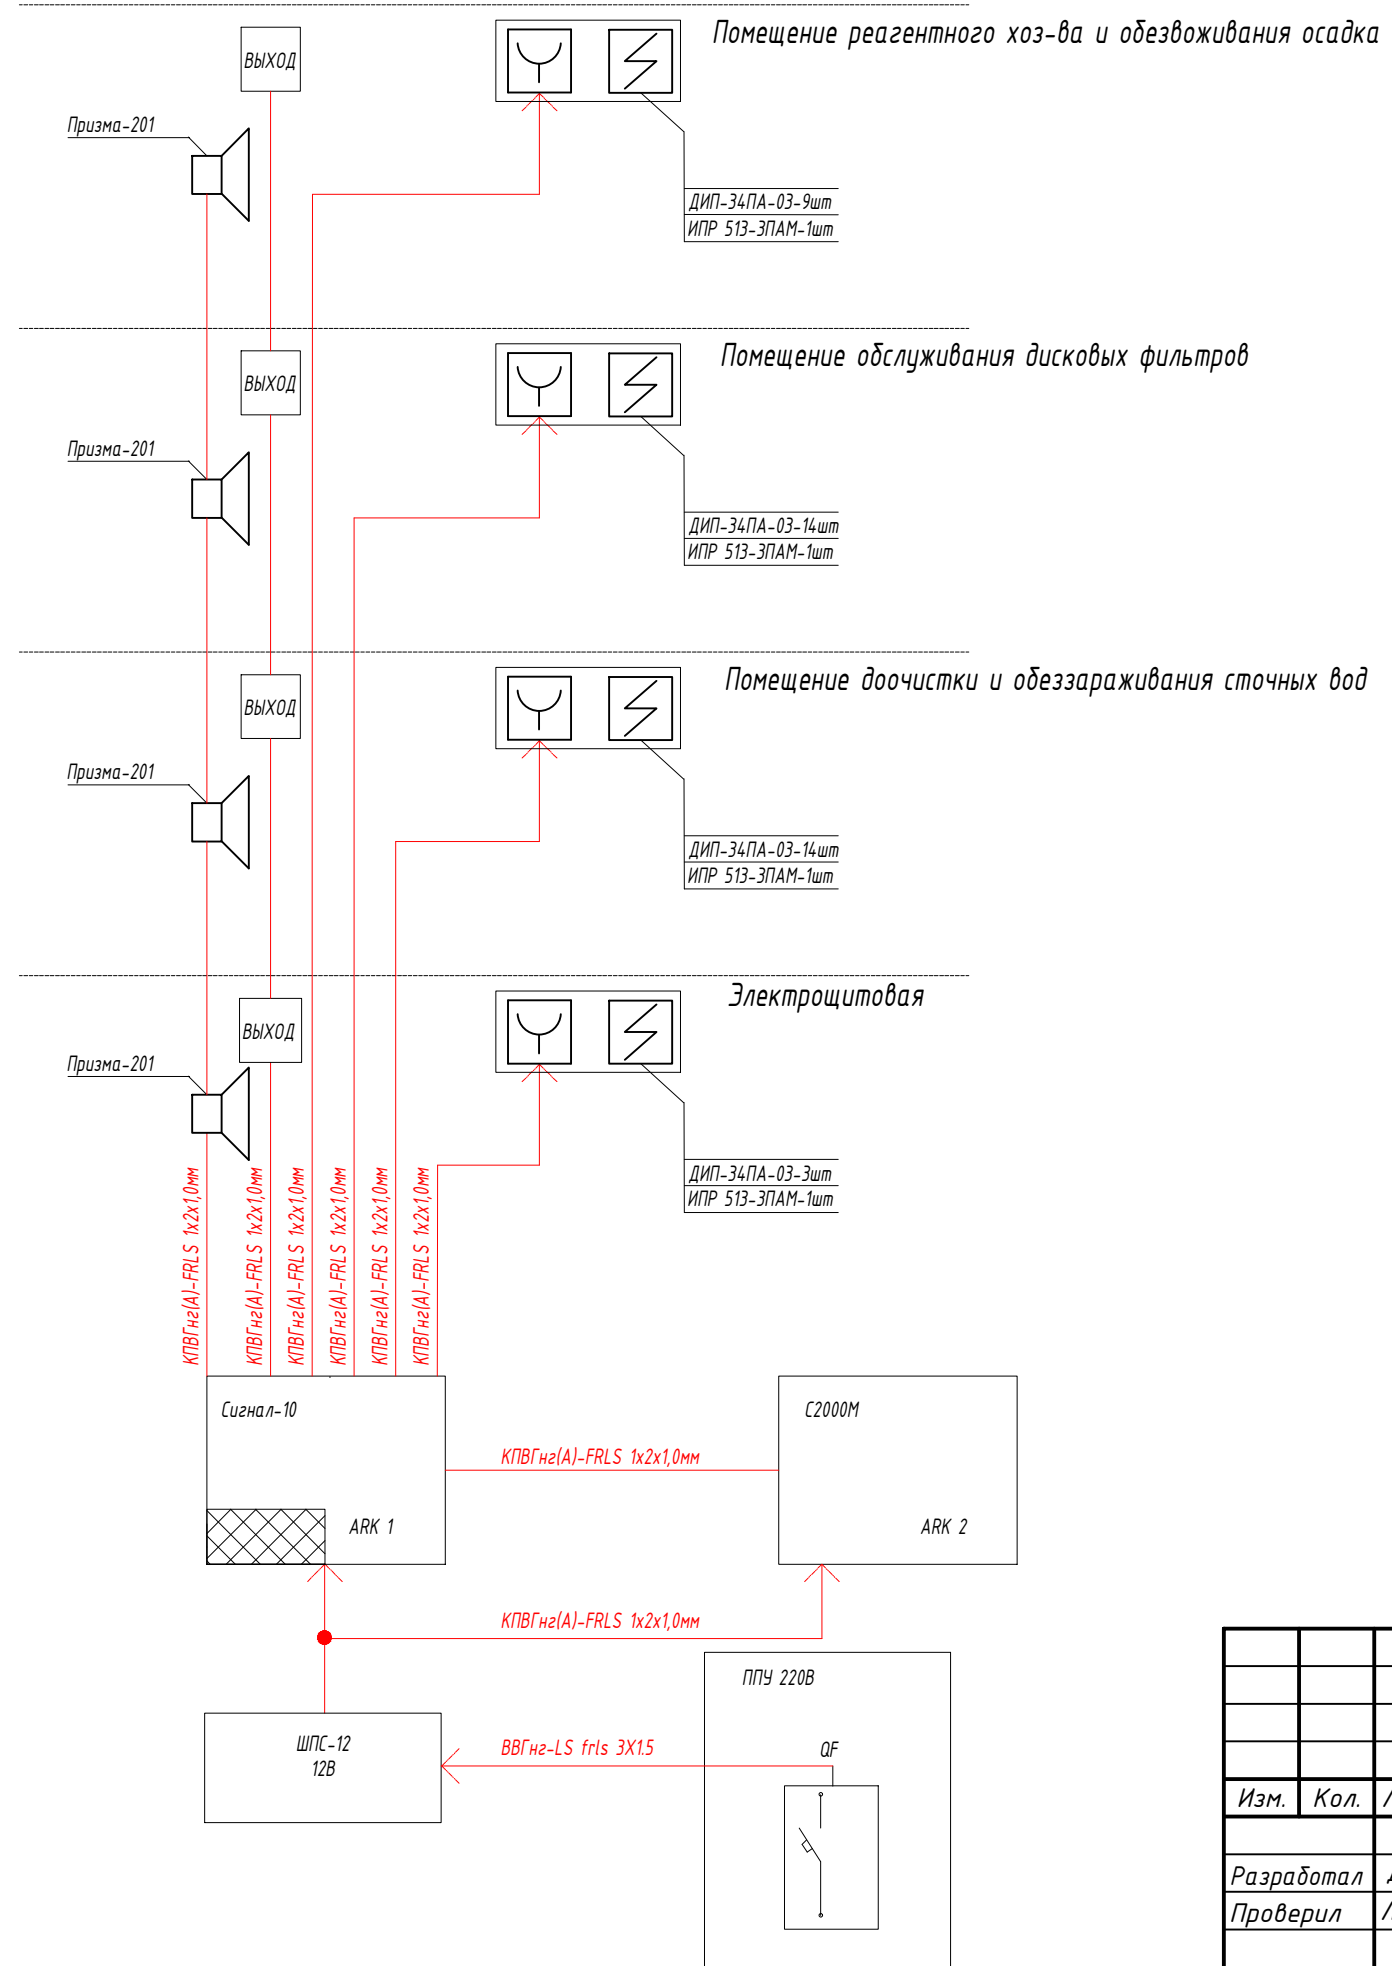 Помещение реагентного хоз-ва и обезвоживания осадка
ВЫХОД
Призма-201
ДИП-34ПА-03-9шт
ИПР 513-3ПАМ-1шт
Помещение обслуживания дисковых фильтров
ВЫХОД
Призма-201
ДИП-34ПА-03-14шт
ИПР 513-3ПАМ-1шт
Помещение доочистки и обеззараживания сточных вод
ВЫХОД
Призма-201
ДИП-34ПА-03-14шт
ИПР 513-3ПАМ-1шт
Электрощитовая
ВЫХОД
Призма-201
ДИП-34ПА-03-3шт
ИПР 513-3ПАМ-1шт
КПВГнг(А)-FRLS 1х2х1,0мм
КПВГнг(А)-FRLS 1х2х1,0мм
КПВГнг(А)-FRLS 1х2х1,0мм
КПВГнг(А)-FRLS 1х2х1,0мм
КПВГнг(А)-FRLS 1х2х1,0мм
КПВГнг(А)-FRLS 1х2х1,0мм
Сигнал-10
С2000М
КПВГнг(А)-FRLS 1х2х1,0мм
ARK 1
ARK 2
КПВГнг(А)-FRLS 1х2х1,0мм
ППУ 220В
ШПС-12
12В
ВВГнг-LS frls 3X1.5
QF
Изм.
Кол.
Разработал
Проверил